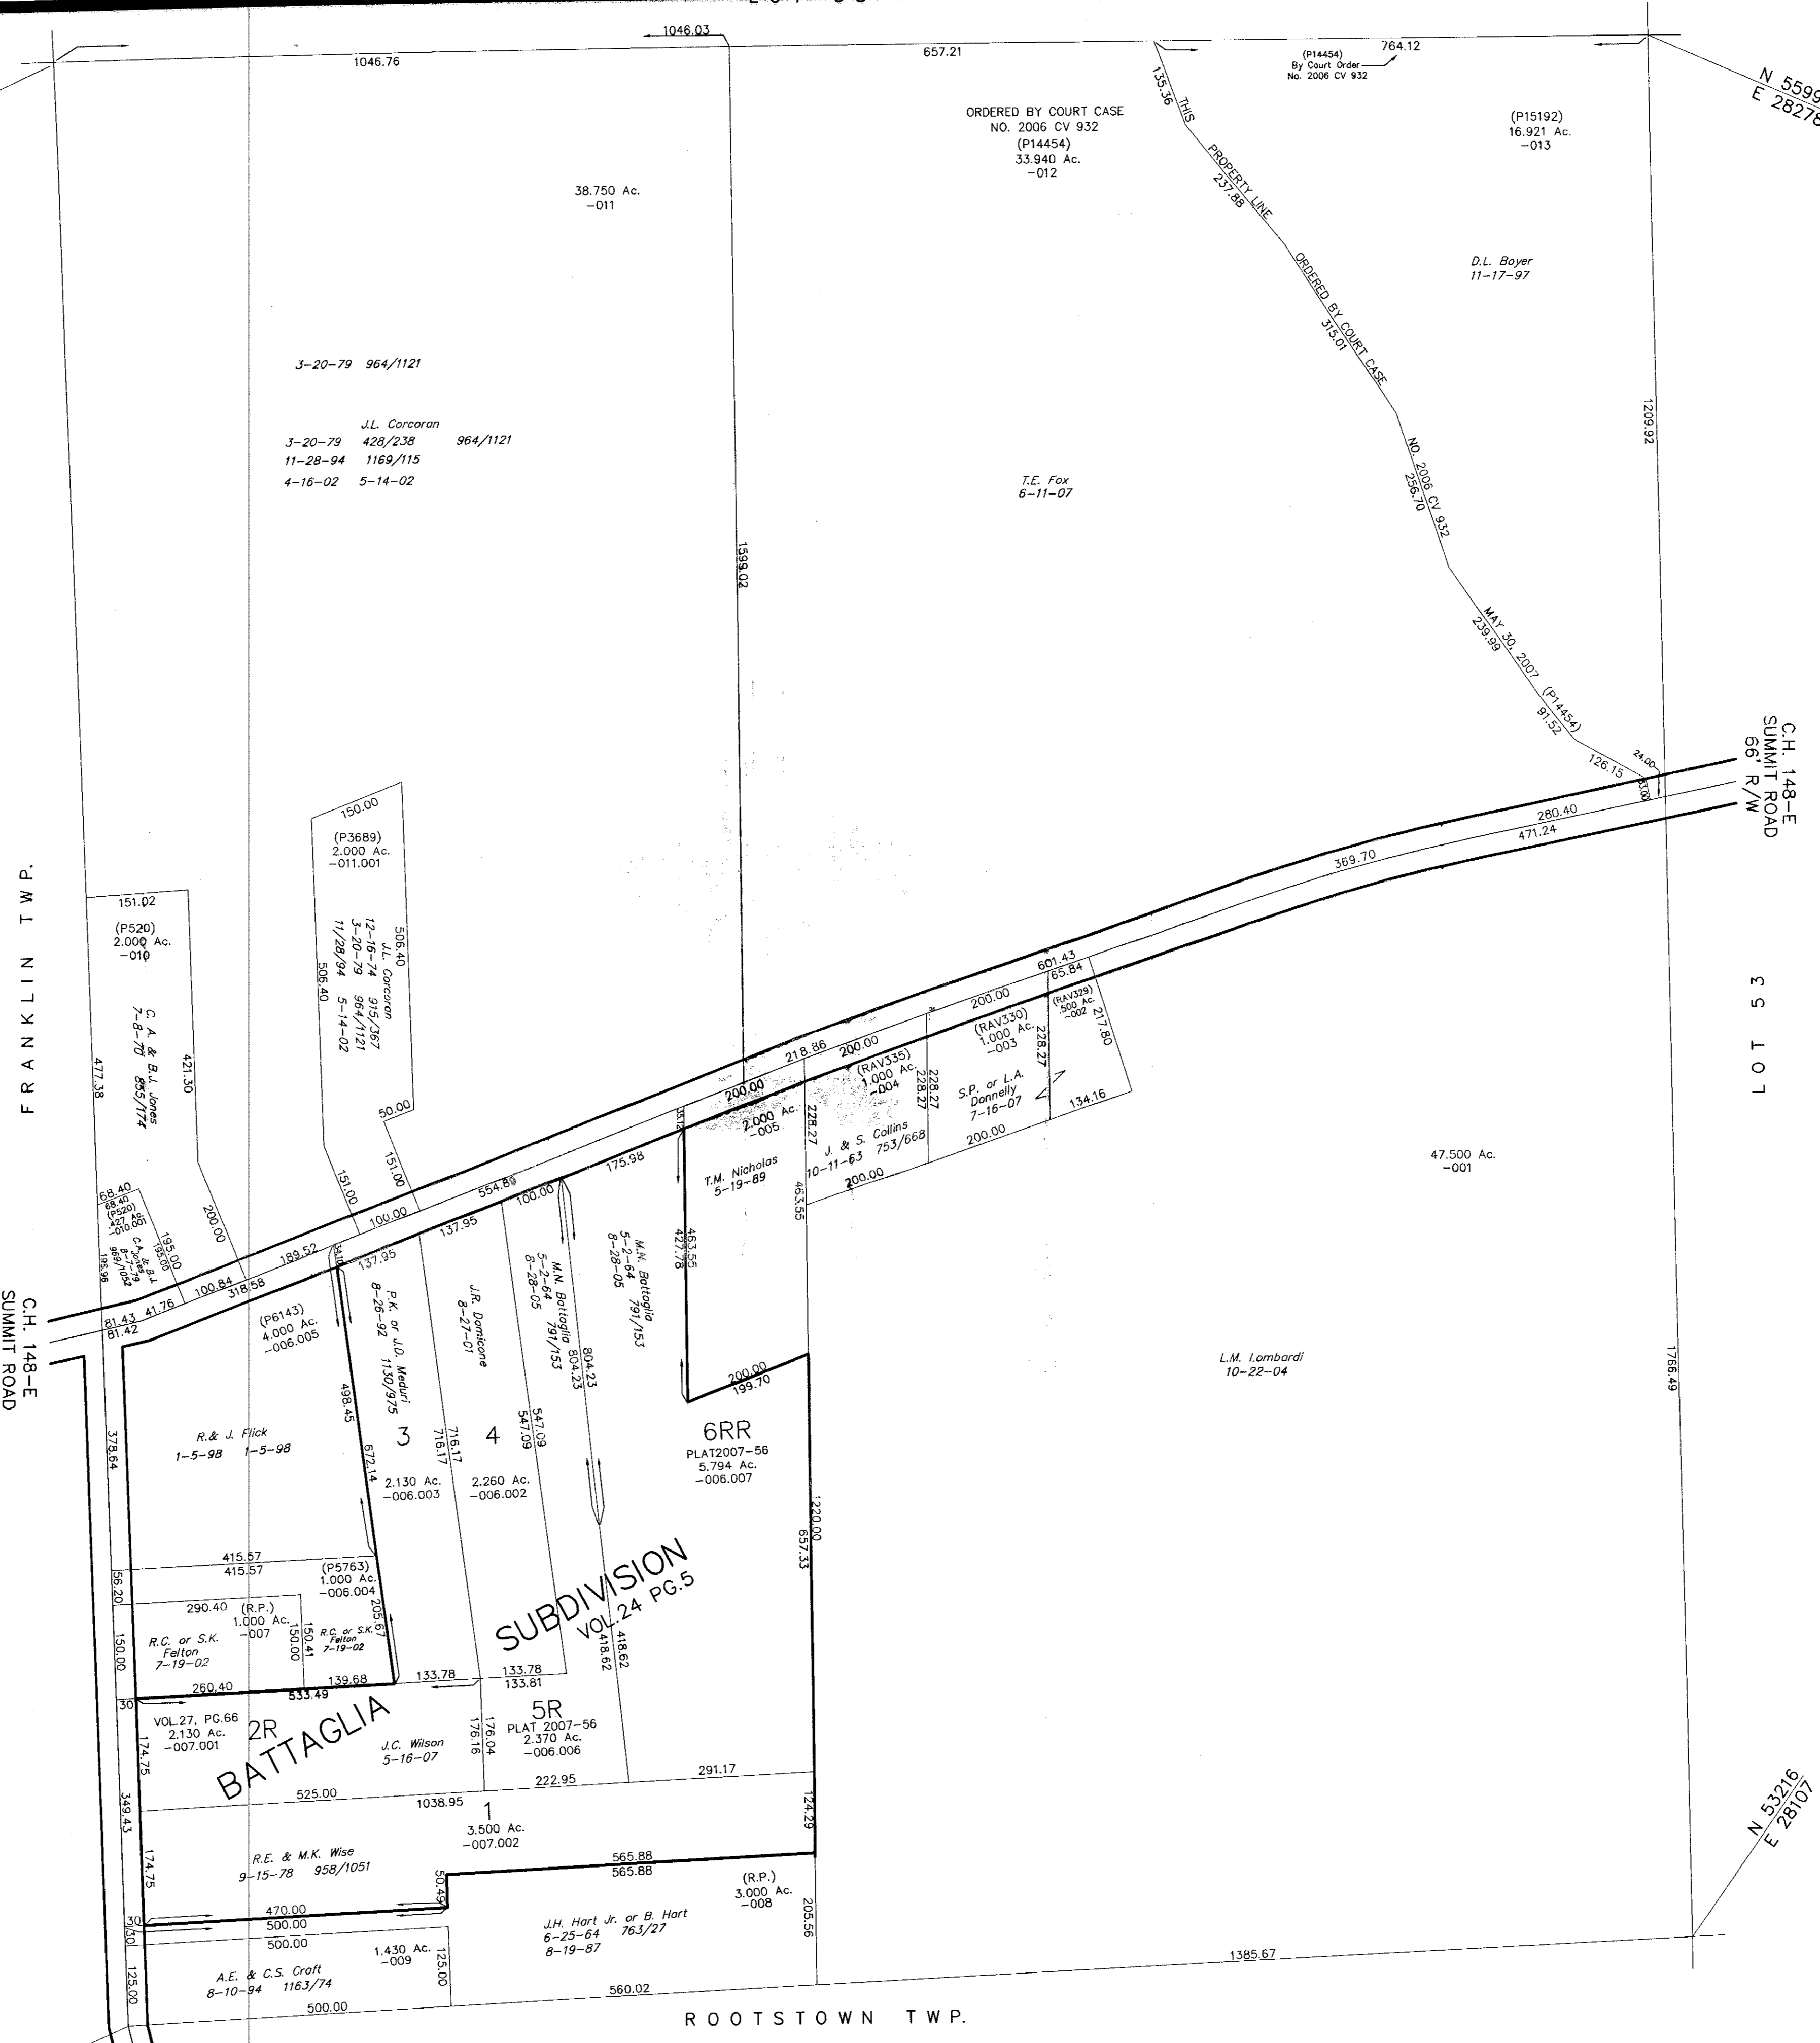 1046.03
1046.76
657.21
764.12
(P14454)
By Court Order
No. 2006 CV 932
N 5599
E 28278
135.36
THIS
PROPERTY LINE
237.88
ORDERED BY COURT CASE
315.01
NO. 2006 CV 932
256.70
MAY 30, 2007
239.99
(P14454)
91.52
126.15
24.00
33.00
ORDERED BY COURT CASE
NO. 2006 CV 932
(P14454)
33.940 Ac.
-012
(P15192)
16.921 Ac.
-013
38.750 Ac.
-011
D.L. Boyer
11-17-97
3-20-79 964/1121
J.L. Corcoran
3-20-79 428/238 964/1121
11-28-94 1169/115
4-16-02 5-14-02
T.E. Fox
6-11-07
1209.92
1599.02
C.H. 148-E
SUMMIT ROAD
66' R/W
280.40
471.24
369.70
LOT 53
FRANKLIN TWP.
150.00
(P3689)
2.000 Ac.
-011.001
506.40
J.L. Corcoran
12-16-74 915/367
3-20-79 964/1121
11/28/94 5-14-02
506.40
50.00
151.00
151.00
151.02
(P520)
2.000 Ac.
-010
C. A. & B.J. Jones
7-8-70 855/174
477.38
421.30
200.00
68.40
68.40
(P520)
.427 Ac.
-010.001
C.A. & B.J.
Jones
8-7-79
969/1052
195.00
195.00
196.96
601.43
65.84
200.00
(RAV329)
.500 Ac.
-002
217.80
(RAV330)
1.000 Ac.
-003
228.27
218.86
200.00
(RAV335)
1.000 Ac.
-004
228.27
228.27
S.P. or L.A.
Donnelly
7-16-07
134.16
200.00
200.00
2.000 Ac.
-005
228.27
J. & S. Collins
10-11-63 753/668
200.00
T.M. Nicholas
5-19-89
463.55
47.500 Ac.
-001
35.12
175.98
554.89
100.00
100.00
137.95
137.95
189.52
34.10
100.84
318.58
41.76
81.43
81.42
C.H. 148-E
SUMMIT ROAD
463.55
427.78
M.N. Battaglia
5-2-64 791/153
8-28-05
M.N. Battaglia
5-2-64 791/153
8-28-05
804.23
804.23
J.R. Damicone
8-27-01
P.K. or J.D. Meduri
8-26-92 1130/975
(P6143)
4.000 Ac.
-006.005
L.M. Lombardi
10-22-04
1766.49
200.00
199.70
498.45
672.14
R.& J. Flick
1-5-98 1-5-98
378.64
3
2.130 Ac.
-006.003
716.17
716.17
4
2.260 Ac.
-006.002
547.09
547.09
6RR
PLAT2007-56
5.794 Ac.
-006.007
1220.00
657.33
415.57
415.57
(P5763)
1.000 Ac.
-006.004
56.20
290.40
(R.P.)
1.000 Ac.
-007
150.00
150.41
205.67
R.C. or S.K.
Felton
7-19-02
R.C. or S.K.
Felton
7-19-02
150.00
260.40
139.68
533.49
133.78
133.78
133.81
418.62
418.62
BATTAGLIA
SUBDIVISION
VOL.24 PG.5
30
VOL.27, PG.66
2.130 Ac.
-007.001
2R
J.C. Wilson
5-16-07
174.75
176.16
176.04
5R
PLAT 2007-56
2.370 Ac.
-006.006
222.95
291.17
525.00
1038.95
349.43
1
3.500 Ac.
-007.002
124.29
R.E. & M.K. Wise
9-15-78 958/1051
174.75
565.88
565.88
50.49
(R.P.)
3.000 Ac.
-008
470.00
500.00
30
30
500.00
J.H. Hart Jr. or B. Hart
6-25-64 763/27
8-19-87
205.56
1.430 Ac.
-009
125.00
A.E. & C.S. Craft
8-10-94 1163/74
125.00
500.00
560.02
1385.67
N 53216
E 28107
ROOTSTOWN TWP.